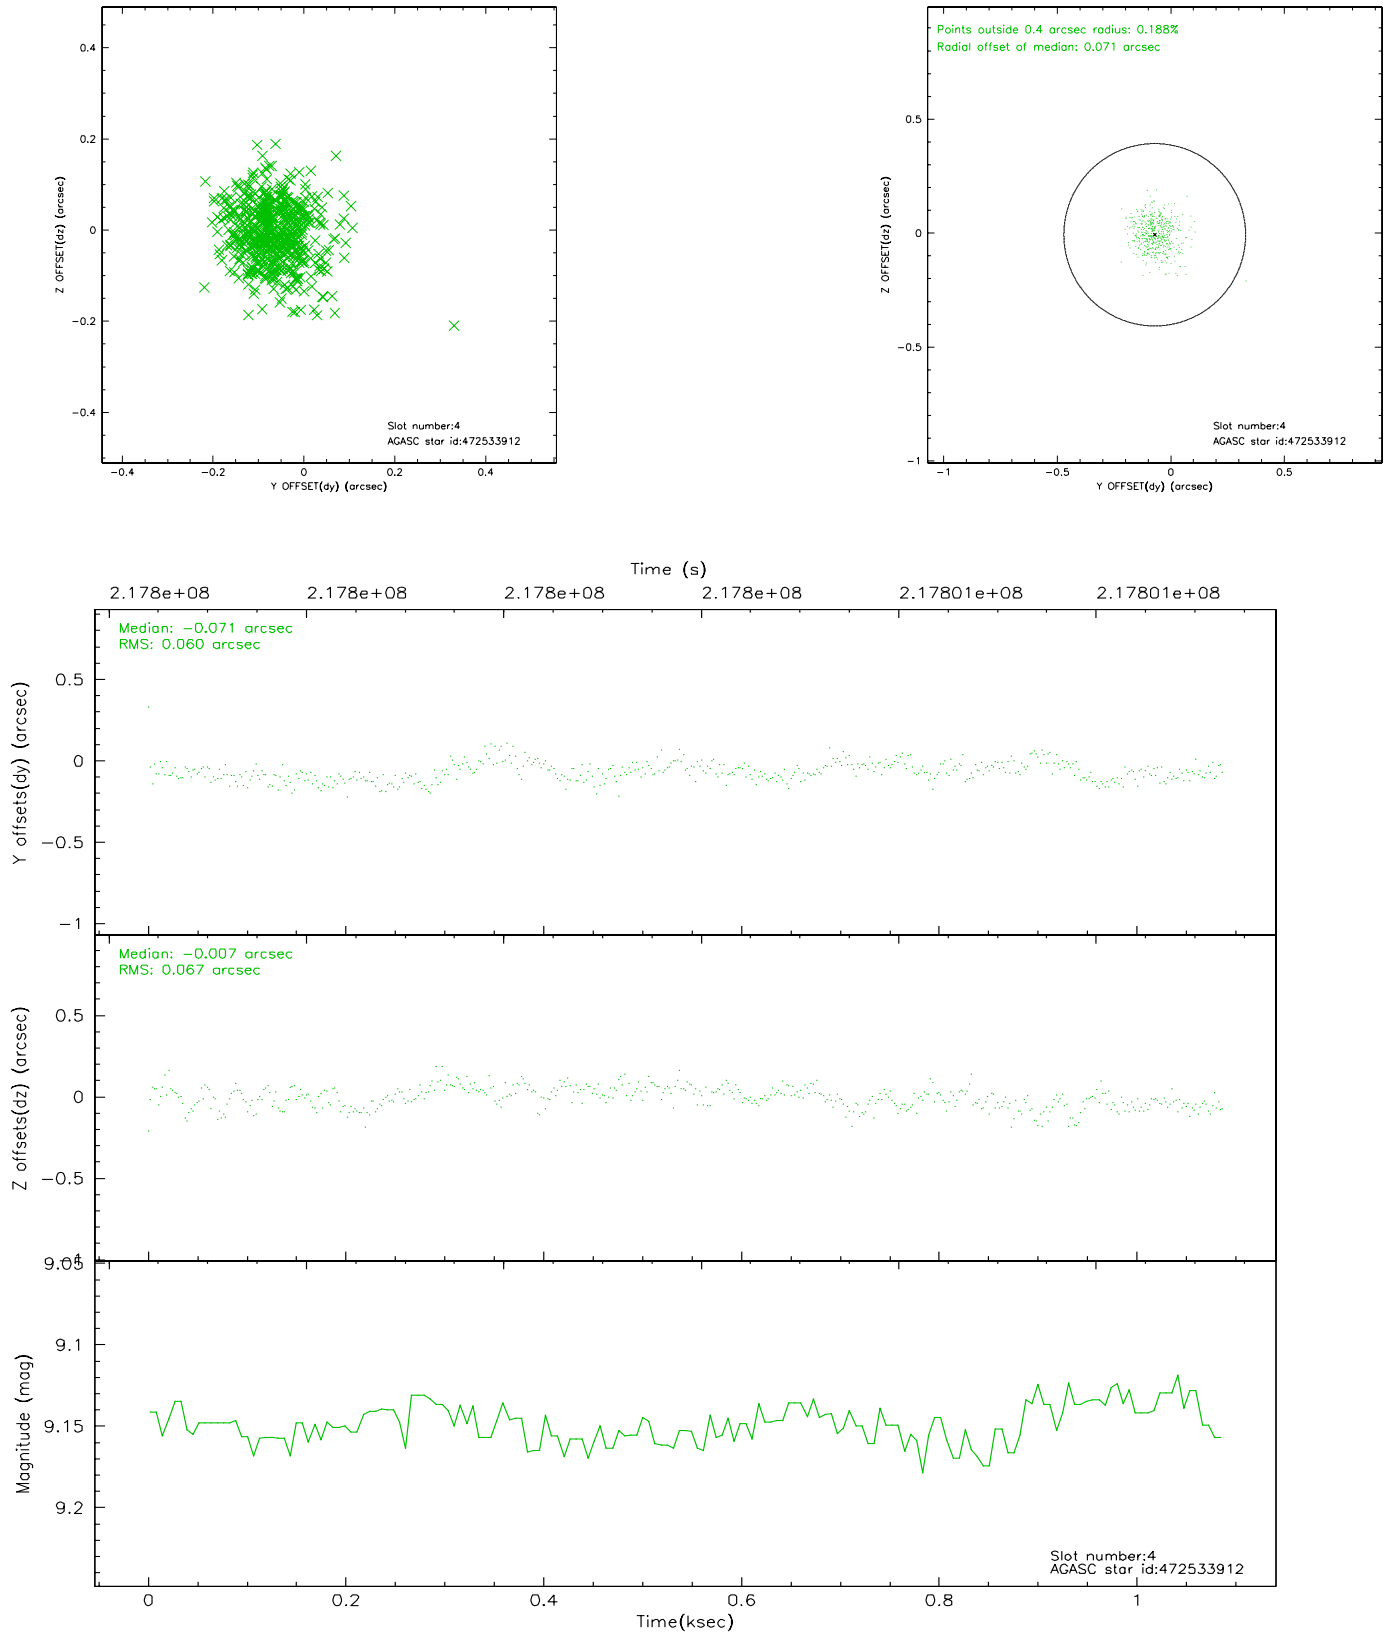 0.4
0.2
0
−0.2
−0.4
Z OFFSET(dz) (arcsec)
Slot number:4
AGASC star id:472533912
−0.4 −0.2 0 0.2 0.4
Y OFFSET(dy) (arcsec)
Points outside 0.4 arcsec radius: 0.188%
Radial offset of median: 0.071 arcsec
0.5
0
−0.5
−1
Z OFFSET(dz) (arcsec)
Slot number:4
AGASC star id:472533912
−1 −0.5 0 0.5
Y OFFSET(dy) (arcsec)
Time (s)
2.178e+08 2.178e+08 2.178e+08 2.178e+08 2.17801e+08 2.17801e+08
Median: −0.071 arcsec
RMS: 0.060 arcsec
0.5
0
−0.5
−1
Y offsets(dy) (arcsec)
Median: −0.007 arcsec
RMS: 0.067 arcsec
0.5
0
−0.5
−1
Z offsets(dz) (arcsec)
9.05
9.1
9.15
9.2
Magnitude (mag)
Slot number:4
AGASC star id:472533912
0 0.2 0.4 0.6 0.8 1
Time(ksec)